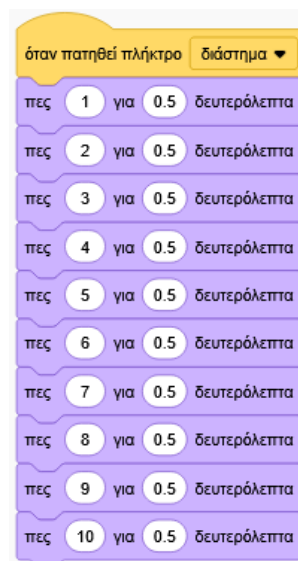 όταν πατηθεί πλήκτρο διάστημα
πες 1 για 0.5 δευτερόλεπτα
πες 2 για 0.5 δευτερόλεπτα
πες 3 για 0.5 δευτερόλεπτα
πες 4 για 0.5 δευτερόλεπτα
πες 5 για 0.5 δευτερόλεπτα
πες 6 για 0.5 δευτερόλεπτα
πες 7 για 0.5 δευτερόλεπτα
πες 8 για 0.5 δευτερόλεπτα
πες 9 για 0.5 δευτερόλεπτα
πες 10 για 0.5 δευτερόλεπτα